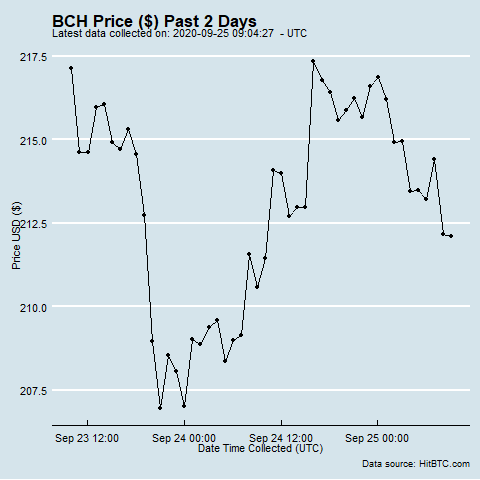 BCH Price ($) Past 2 Days
Latest data collected on: 2020-09-25 09:04:27 - UTC
217.5
215.0
212.5
210.0
207.5
Price USD ($)
Sep 23 12:00 Sep 24 00:00 Sep 24 12:00 Sep 25 00:00
Date Time Collected (UTC)
Data source: HitBTC.com